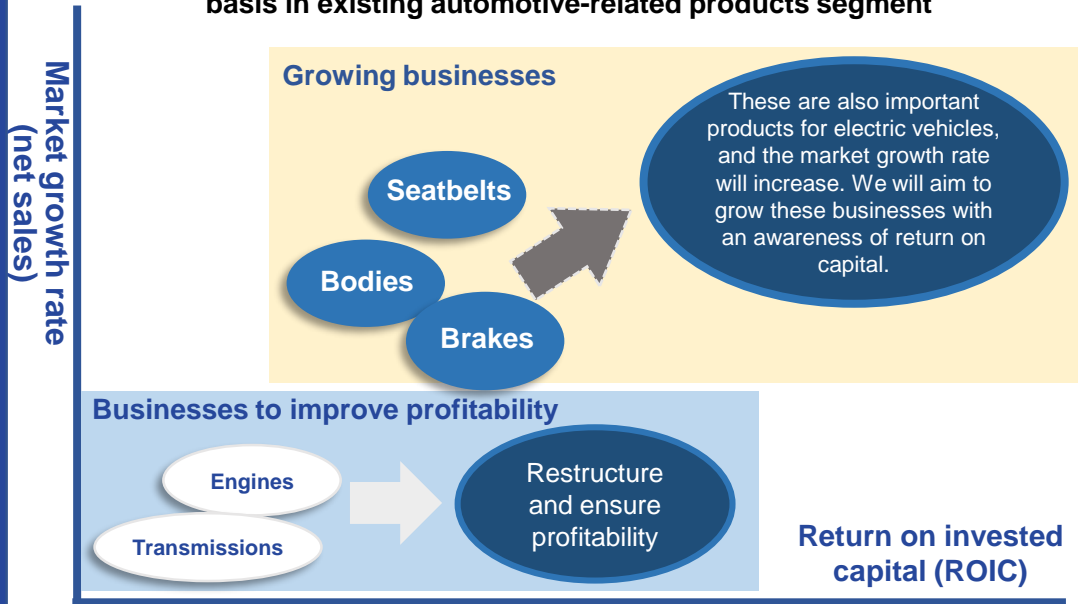 basis in existing automotive-related products segment
Market growth rate
(net sales)
Growing businesses
These are also important
products for electric vehicles,
and the market growth rate
will increase. We will aim to
grow these businesses with
an awareness of return on
capital.
Seatbelts
Bodies
Brakes
Businesses to improve profitability
Engines
Transmissions
Restructure
and ensure
profitability
Return on invested
capital (ROIC)